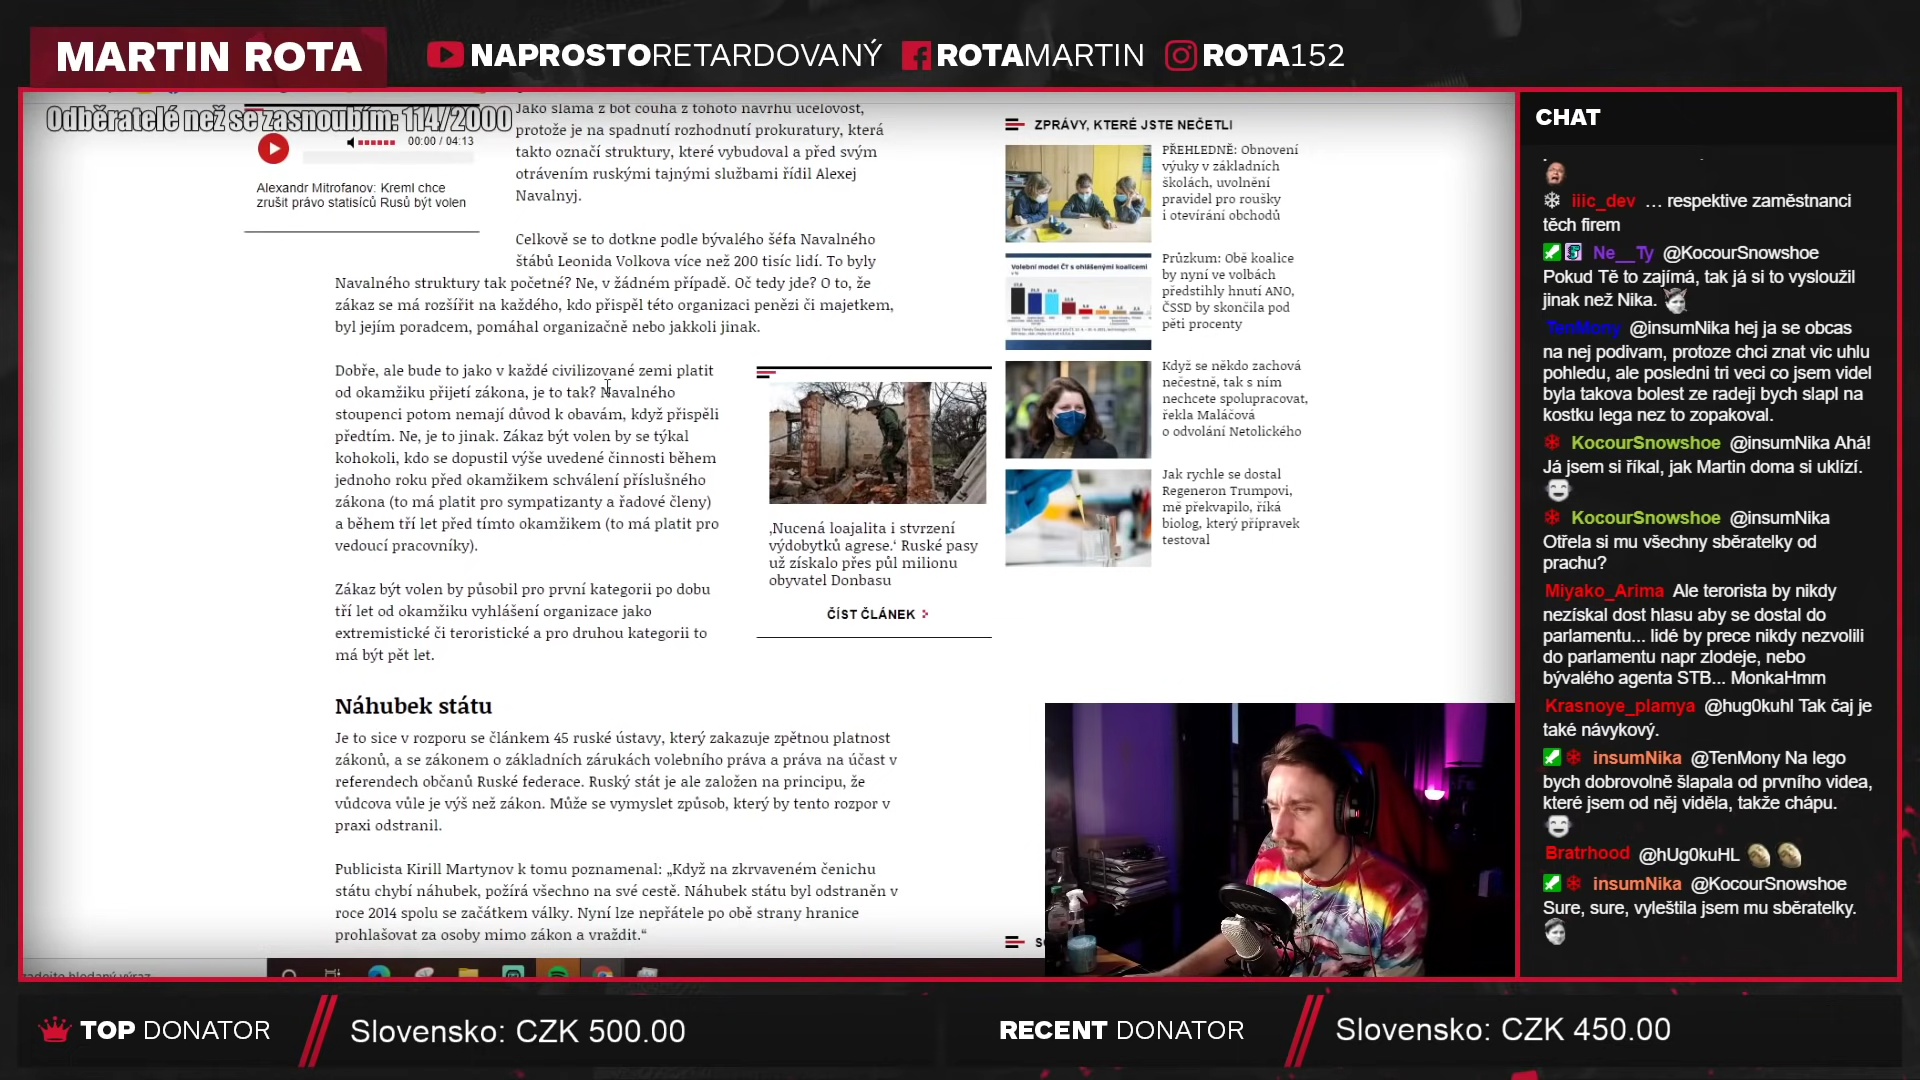 MARTIN ROTA
NAPROSTORETARDOVANÝ
ROTAMARTIN
ROTA152
Odběratelé než se zasnoubím: 114/2000
00:00 / 04:13
Alexandr Mitrofanov: Kreml chce
zrušit právo statisíců Rusů být volen
Jako sláma z bot čouhá z tohoto návrhu účelovost,
protože je na spadnutí rozhodnutí prokuratury, která
takto označí struktury, které vybudoval a před svým
otrávením ruskými tajnými službami řídil Alexej
Navalnyj.
Celkově se to dotkne podle bývalého šéfa Navalného
štábů Leonida Volkova více než 200 tisíc lidí. To byly
Navalného struktury tak početné? Ne, v žádném případě. Oč tedy jde? O to, že
zákaz se má rozšířit na každého, kdo přispěl této organizaci penězi či majetkem,
byl jejím poradcem, pomáhal organizačně nebo jakkoli jinak.
Dobře, ale bude to jako v každé civilizované zemi platit
od okamžiku přijetí zákona, je to tak? Navalného
stoupenci potom nemají důvod k obavám, když přispěli
předtím. Ne, je to jinak. Zákaz být volen by se týkal
kohokoli, kdo se dopustil výše uvedené činnosti během
jednoho roku před okamžikem schválení příslušného
zákona (to má platit pro sympatizanty a řadové členy)
a během tří let před tímto okamžikem (to má platit pro
vedoucí pracovníky).
Zákaz být volen by působil pro první kategorii po dobu
tří let od okamžiku vyhlášení organizace jako
extremistické či teroristické a pro druhou kategorii to
má být pět let.
Náhubek státu
Je to sice v rozporu se článkem 45 ruské ústavy, který zakazuje zpětnou platnost
zákonů, a se zákonem o základních zárukách volebního práva a práva na účast v
referendech občanů Ruské federace. Ruský stát je ale založen na principu, že
vůdcova vůle je výš než zákon. Může se vymyslet způsob, který by tento rozpor v
praxi odstranil.
Publicista Kirill Martynov k tomu poznamenal: „Když na zkrvaveném čenichu
státu chybí náhubek, požírá všechno na své cestě. Náhubek státu byl odstraněn v
roce 2014 spolu se začátkem války. Nyní lze nepřátele po obě strany hranice
prohlašovat za osoby mimo zákon a vraždit.“
‚Nucená loajalita i stvrzení
výdobytků agrese.‘ Ruské pasy
už získalo přes půl milionu
obyvatel Donbasu
ČÍST ČLÁNEK
ZPRÁVY, KTERÉ JSTE NEČETLI
PŘEHLEDNĚ: Obnovení
výuky v základních
školách, uvolnění
pravidel pro roušky
i otevírání obchodů
Volební model ČT s ohlášenými koalicemi
Průzkum: Obě koalice
by nyní ve volbách
předstihly hnutí ANO,
ČSSD by skončila pod
pěti procenty
Když se někdo zachová
nečestně, tak s ním
nechcete spolupracovat,
řekla Maláčová
o odvolání Netolického
Jak rychle se dostal
Regeneron Trumpovi,
mě překvapilo, říká
biolog, který přípravek
testoval
RODE
CHAT
iiic_dev … respektive zaměstnanci
těch firem
Ne__Ty @KocourSnowshoe
Pokud Tě to zajímá, tak já si to vysloužil
jinak než Nika.
TenMony @insumNika hej ja se obcas
na nej podivam, protoze chci znat vic uhlu
pohledu, ale posledni tri veci co jsem videl
byla takova bolest ze radeji bych slapl na
kostku lega nez to zopakoval.
KocourSnowshoe @insumNika Ahá!
Já jsem si říkal, jak Martin doma si uklízí.
KocourSnowshoe @insumNika
Otřela si mu všechny sběratelky od
prachu?
Miyako_Arima Ale terorista by nikdy
nezískal dost hlasu aby se dostal do
parlamentu... lidé by prece nikdy nezvolili
do parlamentu napr zlodeje, nebo
bývalého agenta STB... MonkaHmm
Krasnoye_plamya @hug0kuhl Tak čaj je
také návykový.
insumNika @TenMony Na lego
bych dobrovolně šlapala od prvního videa,
které jsem od něj viděla, takže chápu.
Bratrhood @hUg0kuHL
insumNika @KocourSnowshoe
Sure, sure, vyleštila jsem mu sběratelky.
TOP DONATOR
Slovensko: CZK 500.00
RECENT DONATOR
Slovensko: CZK 450.00